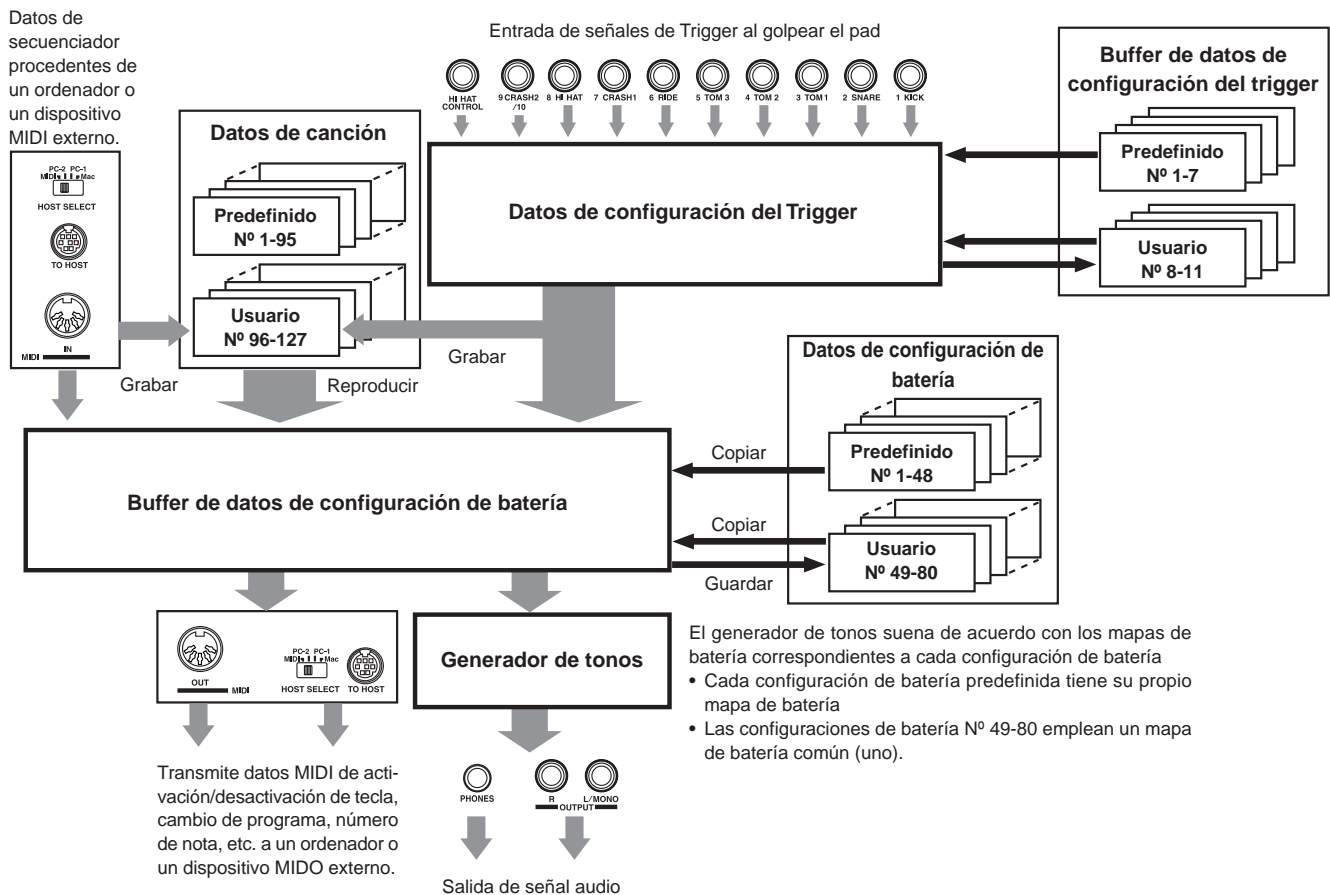 Datos de
secuenciador
procedentes de
un ordenador o
un dispositivo
MIDI externo.
PC-2 PC-1
MIDI Mac
HOST SELECT
TO HOST
IN
MIDI
Grabar
Entrada de señales de Trigger al golpear el pad
HI HAT
CONTROL
9 CRASH2
/10
8 HI HAT
7 CRASH1
6 RIDE
5 TOM 3
4 TOM 2
3 TOM 1
2 SNARE
1 KICK
Datos de canción
Predefinido
Nº 1-95
Usuario
Nº 96-127
Reproducir
Grabar
Datos de configuración del Trigger
Buffer de datos de
configuración del trigger
Predefinido
Nº 1-7
Usuario
Nº 8-11
Datos de configuración de
batería
Predefinido
Nº 1-48
Usuario
Nº 49-80
Copiar
Copiar
Guardar
Buffer de datos de configuración de batería
OUT
MIDI
PC-2 PC-1
MIDI Mac
HOST SELECT
TO HOST
Generador de tonos
El generador de tonos suena de acuerdo con los mapas de
batería correspondientes a cada configuración de batería
• Cada configuración de batería predefinida tiene su propio
mapa de batería
• Las configuraciones de batería Nº 49-80 emplean un mapa
de batería común (uno).
Transmite datos MIDI de acti-
vación/desactivación de tecla,
cambio de programa, número
de nota, etc. a un ordenador o
un dispositivo MIDO externo.
PHONES
R
L/MONO
OUTPUT
Salida de señal audio